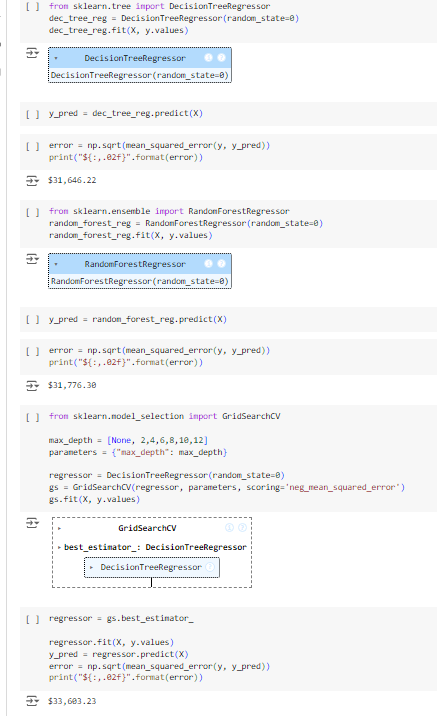 [ ] from sklearn.tree import DecisionTreeRegressor
dec_tree_reg = DecisionTreeRegressor(random_state=0)
dec_tree_reg.fit(X, y.values)
DecisionTreeRegressor
DecisionTreeRegressor(random_state=0)
[ ] y_pred = dec_tree_reg.predict(X)
[ ] error = np.sqrt(mean_squared_error(y, y_pred))
print("${:,.02f}".format(error))
$31,646.22
[ ] from sklearn.ensemble import RandomForestRegressor
random_forest_reg = RandomForestRegressor(random_state=0)
random_forest_reg.fit(X, y.values)
RandomForestRegressor
RandomForestRegressor(random_state=0)
[ ] y_pred = random_forest_reg.predict(X)
[ ] error = np.sqrt(mean_squared_error(y, y_pred))
print("${:,.02f}".format(error))
$31,776.30
[ ] from sklearn.model_selection import GridSearchCV
max_depth = [None, 2,4,6,8,10,12]
parameters = {"max_depth": max_depth}
regressor = DecisionTreeRegressor(random_state=0)
gs = GridSearchCV(regressor, parameters, scoring='neg_mean_squared_error')
gs.fit(X, y.values)
GridSearchCV
best_estimator_: DecisionTreeRegressor
DecisionTreeRegressor
[ ] regressor = gs.best_estimator_
regressor.fit(X, y.values)
y_pred = regressor.predict(X)
error = np.sqrt(mean_squared_error(y, y_pred))
print("${:,.02f}".format(error))
$33,603.23